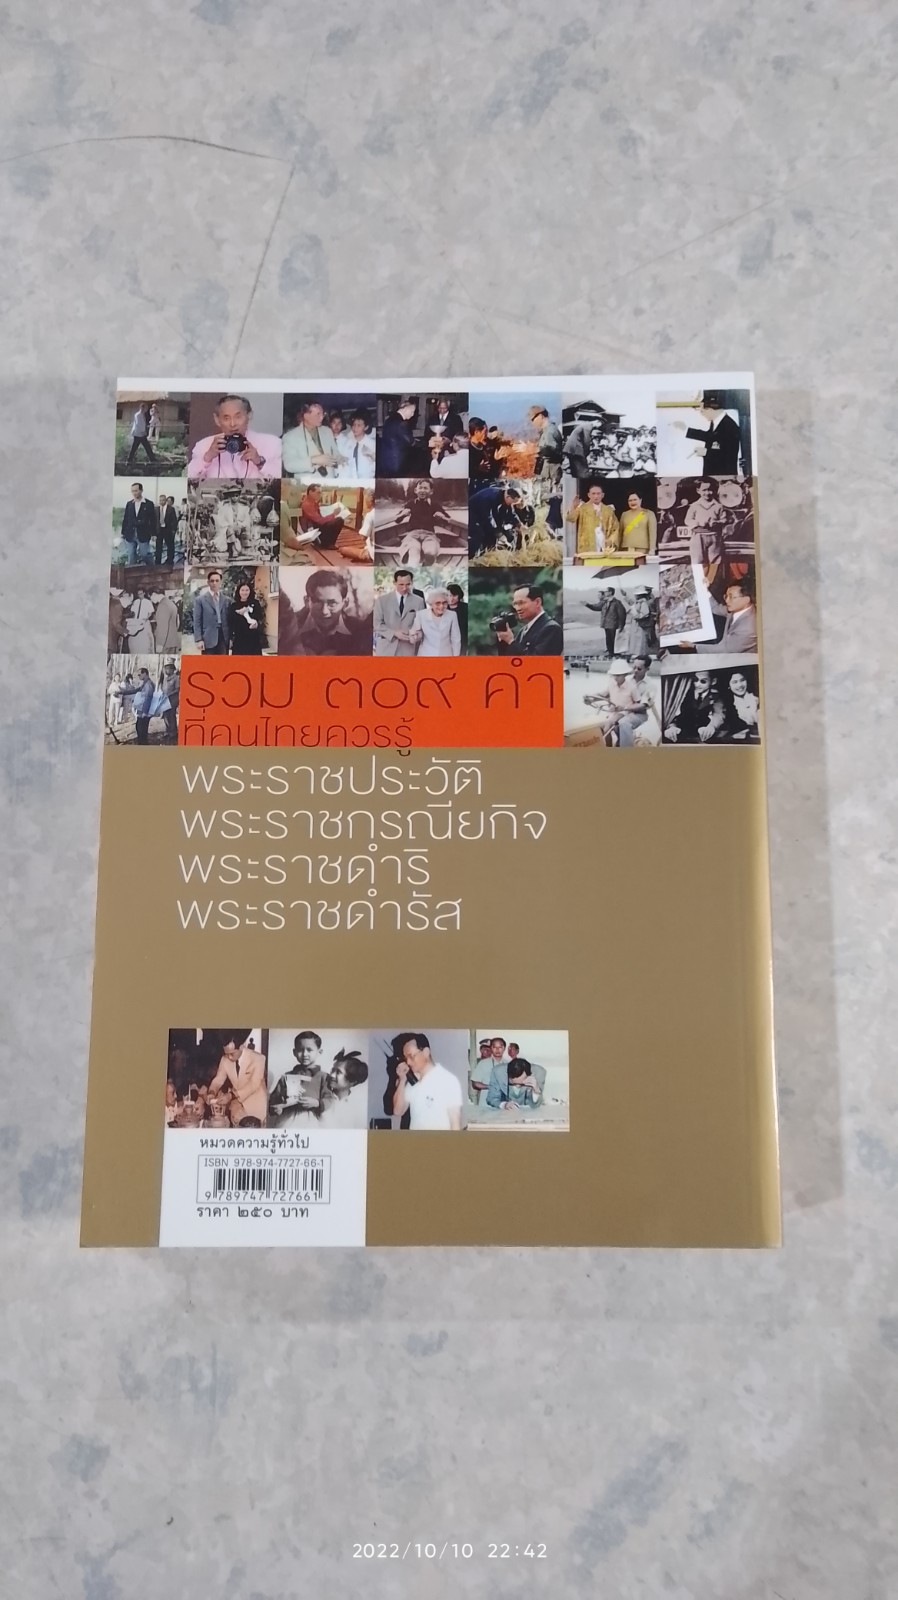 รวม ๓๐๙ คำ
ที่คนไทยควรรู้
พระราชประวัติ
พระราชกรณียกิจ
พระราชดำริ
พระราชดำรัส
หมวดความรู้ทั่วไป
ISBN 978-974-7727-66-1
9 789747 727661
ราคา ๒๕๐ บาท
2022/10/10 22:42